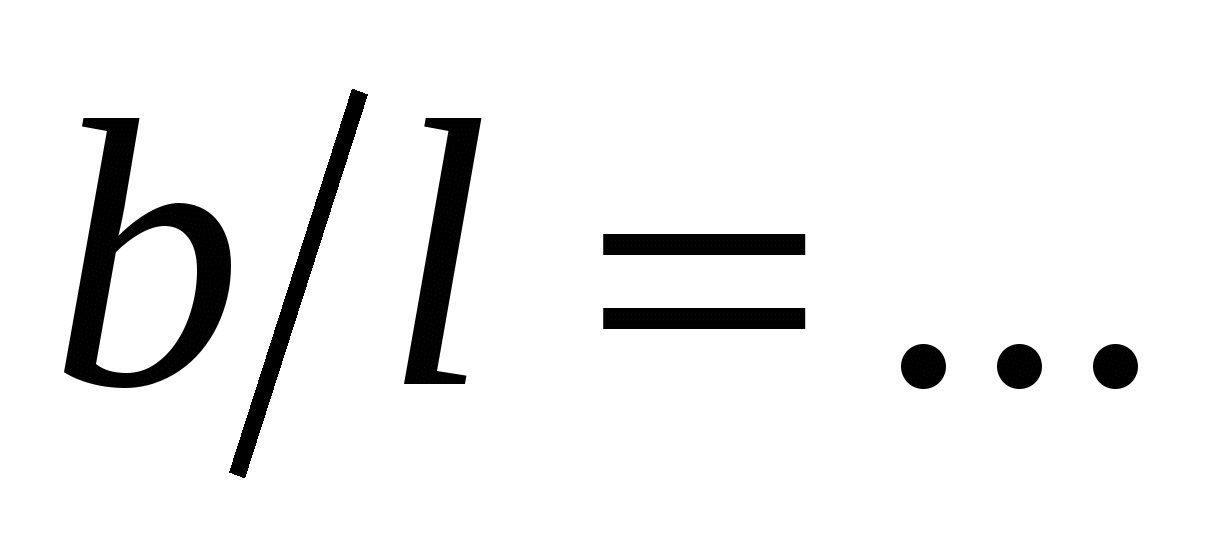 b/l = ...